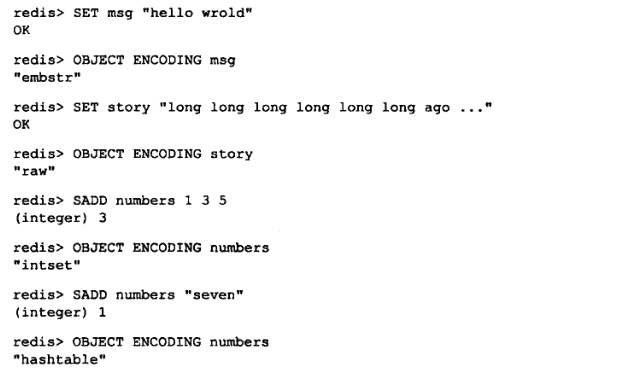 redis> SET msg "hello wrold"
OK
redis> OBJECT ENCODING msg
"embstr"
redis> SET story "long long long long long long ago ..."
OK
redis> OBJECT ENCODING story
"raw"
redis> SADD numbers 1 3 5
(integer) 3
redis> OBJECT ENCODING numbers
"intset"
redis> SADD numbers "seven"
(integer) 1
redis> OBJECT ENCODING numbers
"hashtable"